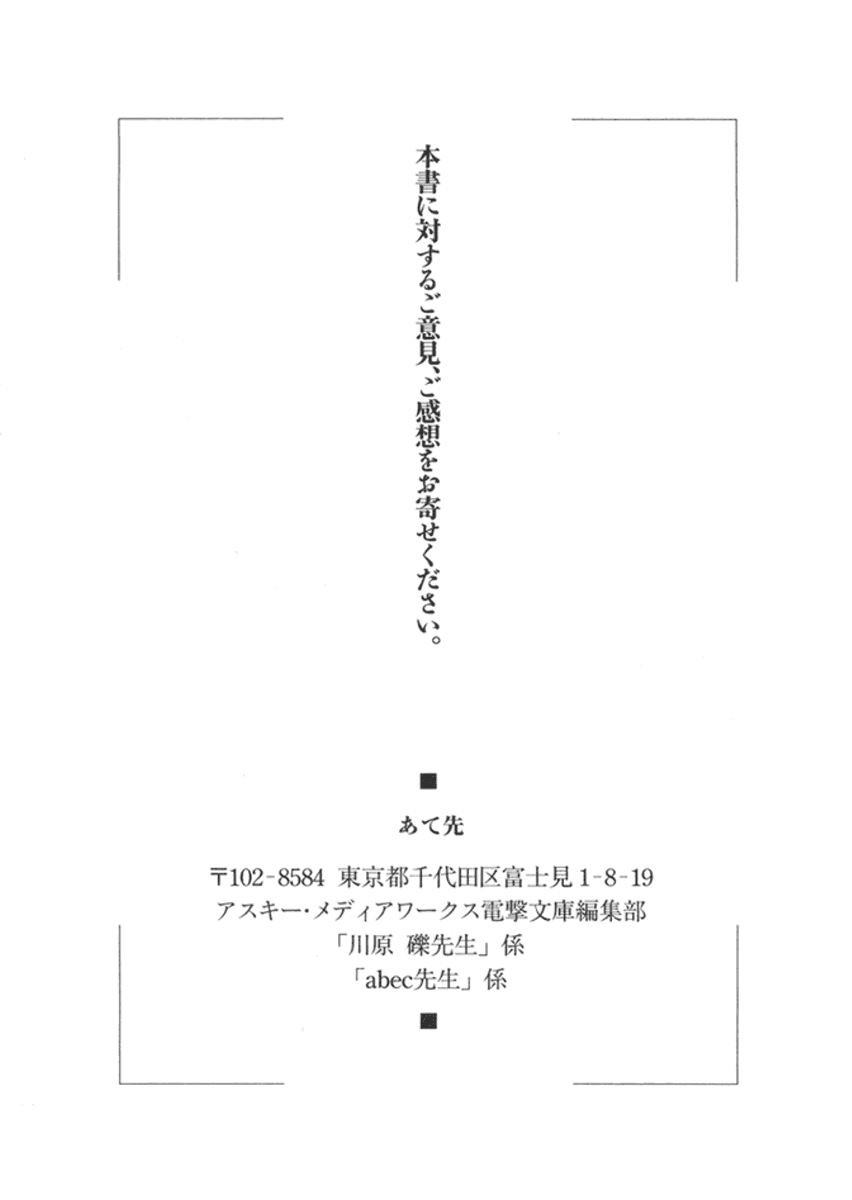 本書に対するご意見、ご感想をお寄せください。
■
あて先
〒102-8584 東京都千代田区富士見1-8-19
アスキー・メディアワークス電撃文庫編集部
「川原 礫先生」係
「abec先生」係
■